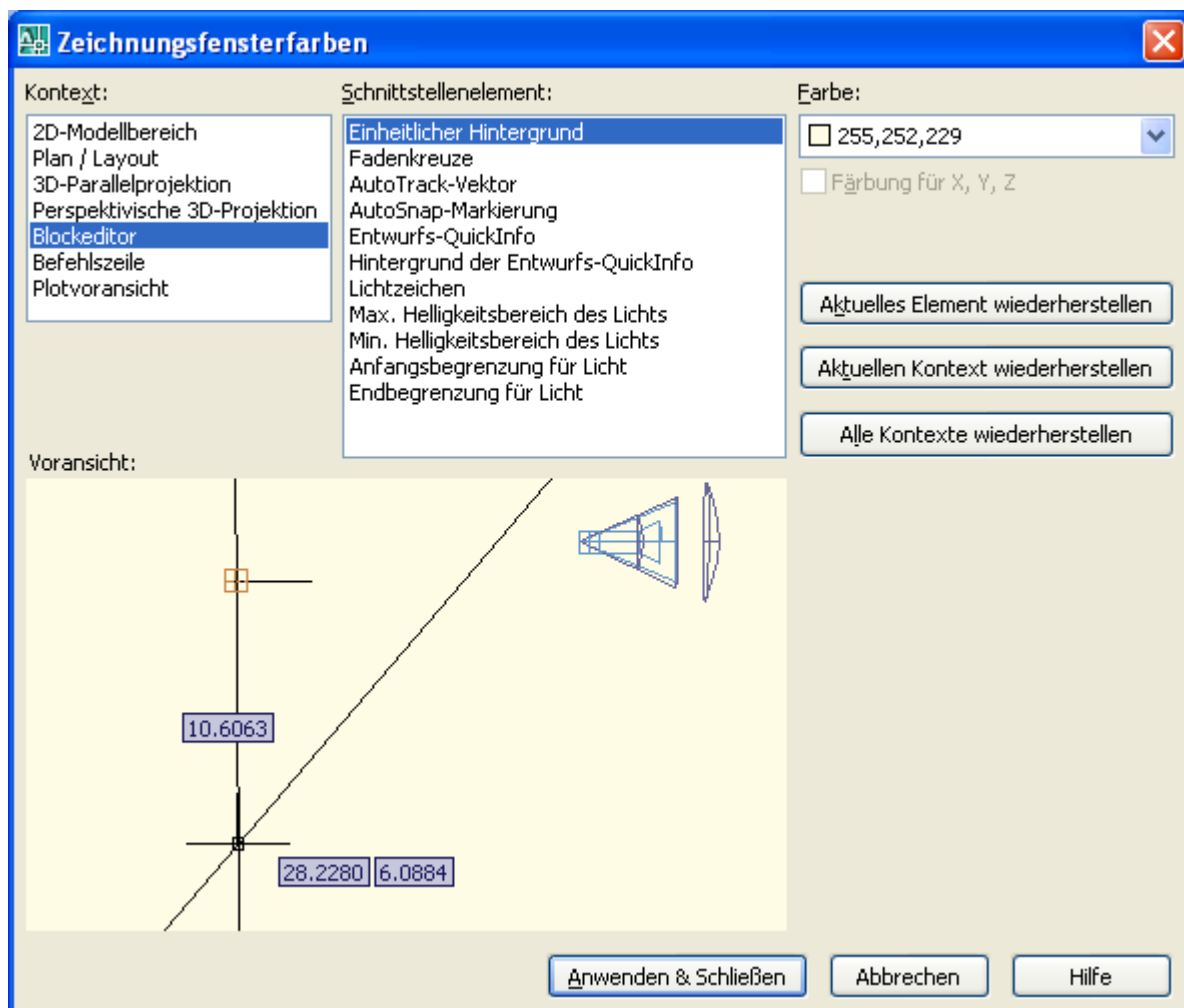 Zeichnungsfensterfarben
Kontext:
2D-Modellbereich
Plan / Layout
3D-Parallelprojektion
Perspektivische 3D-Projektion
Blockeditor
Befehlszeile
Plotvoransicht
Schnittstellenelement:
Einheitlicher Hintergrund
Fadenkreuze
AutoTrack-Vektor
AutoSnap-Markierung
Entwurfs-QuickInfo
Hintergrund der Entwurfs-QuickInfo
Lichtzeichen
Max. Helligkeitsbereich des Lichts
Min. Helligkeitsbereich des Lichts
Anfangsbegrenzung für Licht
Endbegrenzung für Licht
Farbe:
255,252,229
Färbung für X, Y, Z
Aktuelles Element wiederherstellen
Aktuellen Kontext wiederherstellen
Alle Kontexte wiederherstellen
Voransicht:
10.6063
28.2280 6.0884
Anwenden & Schließen
Abbrechen
Hilfe